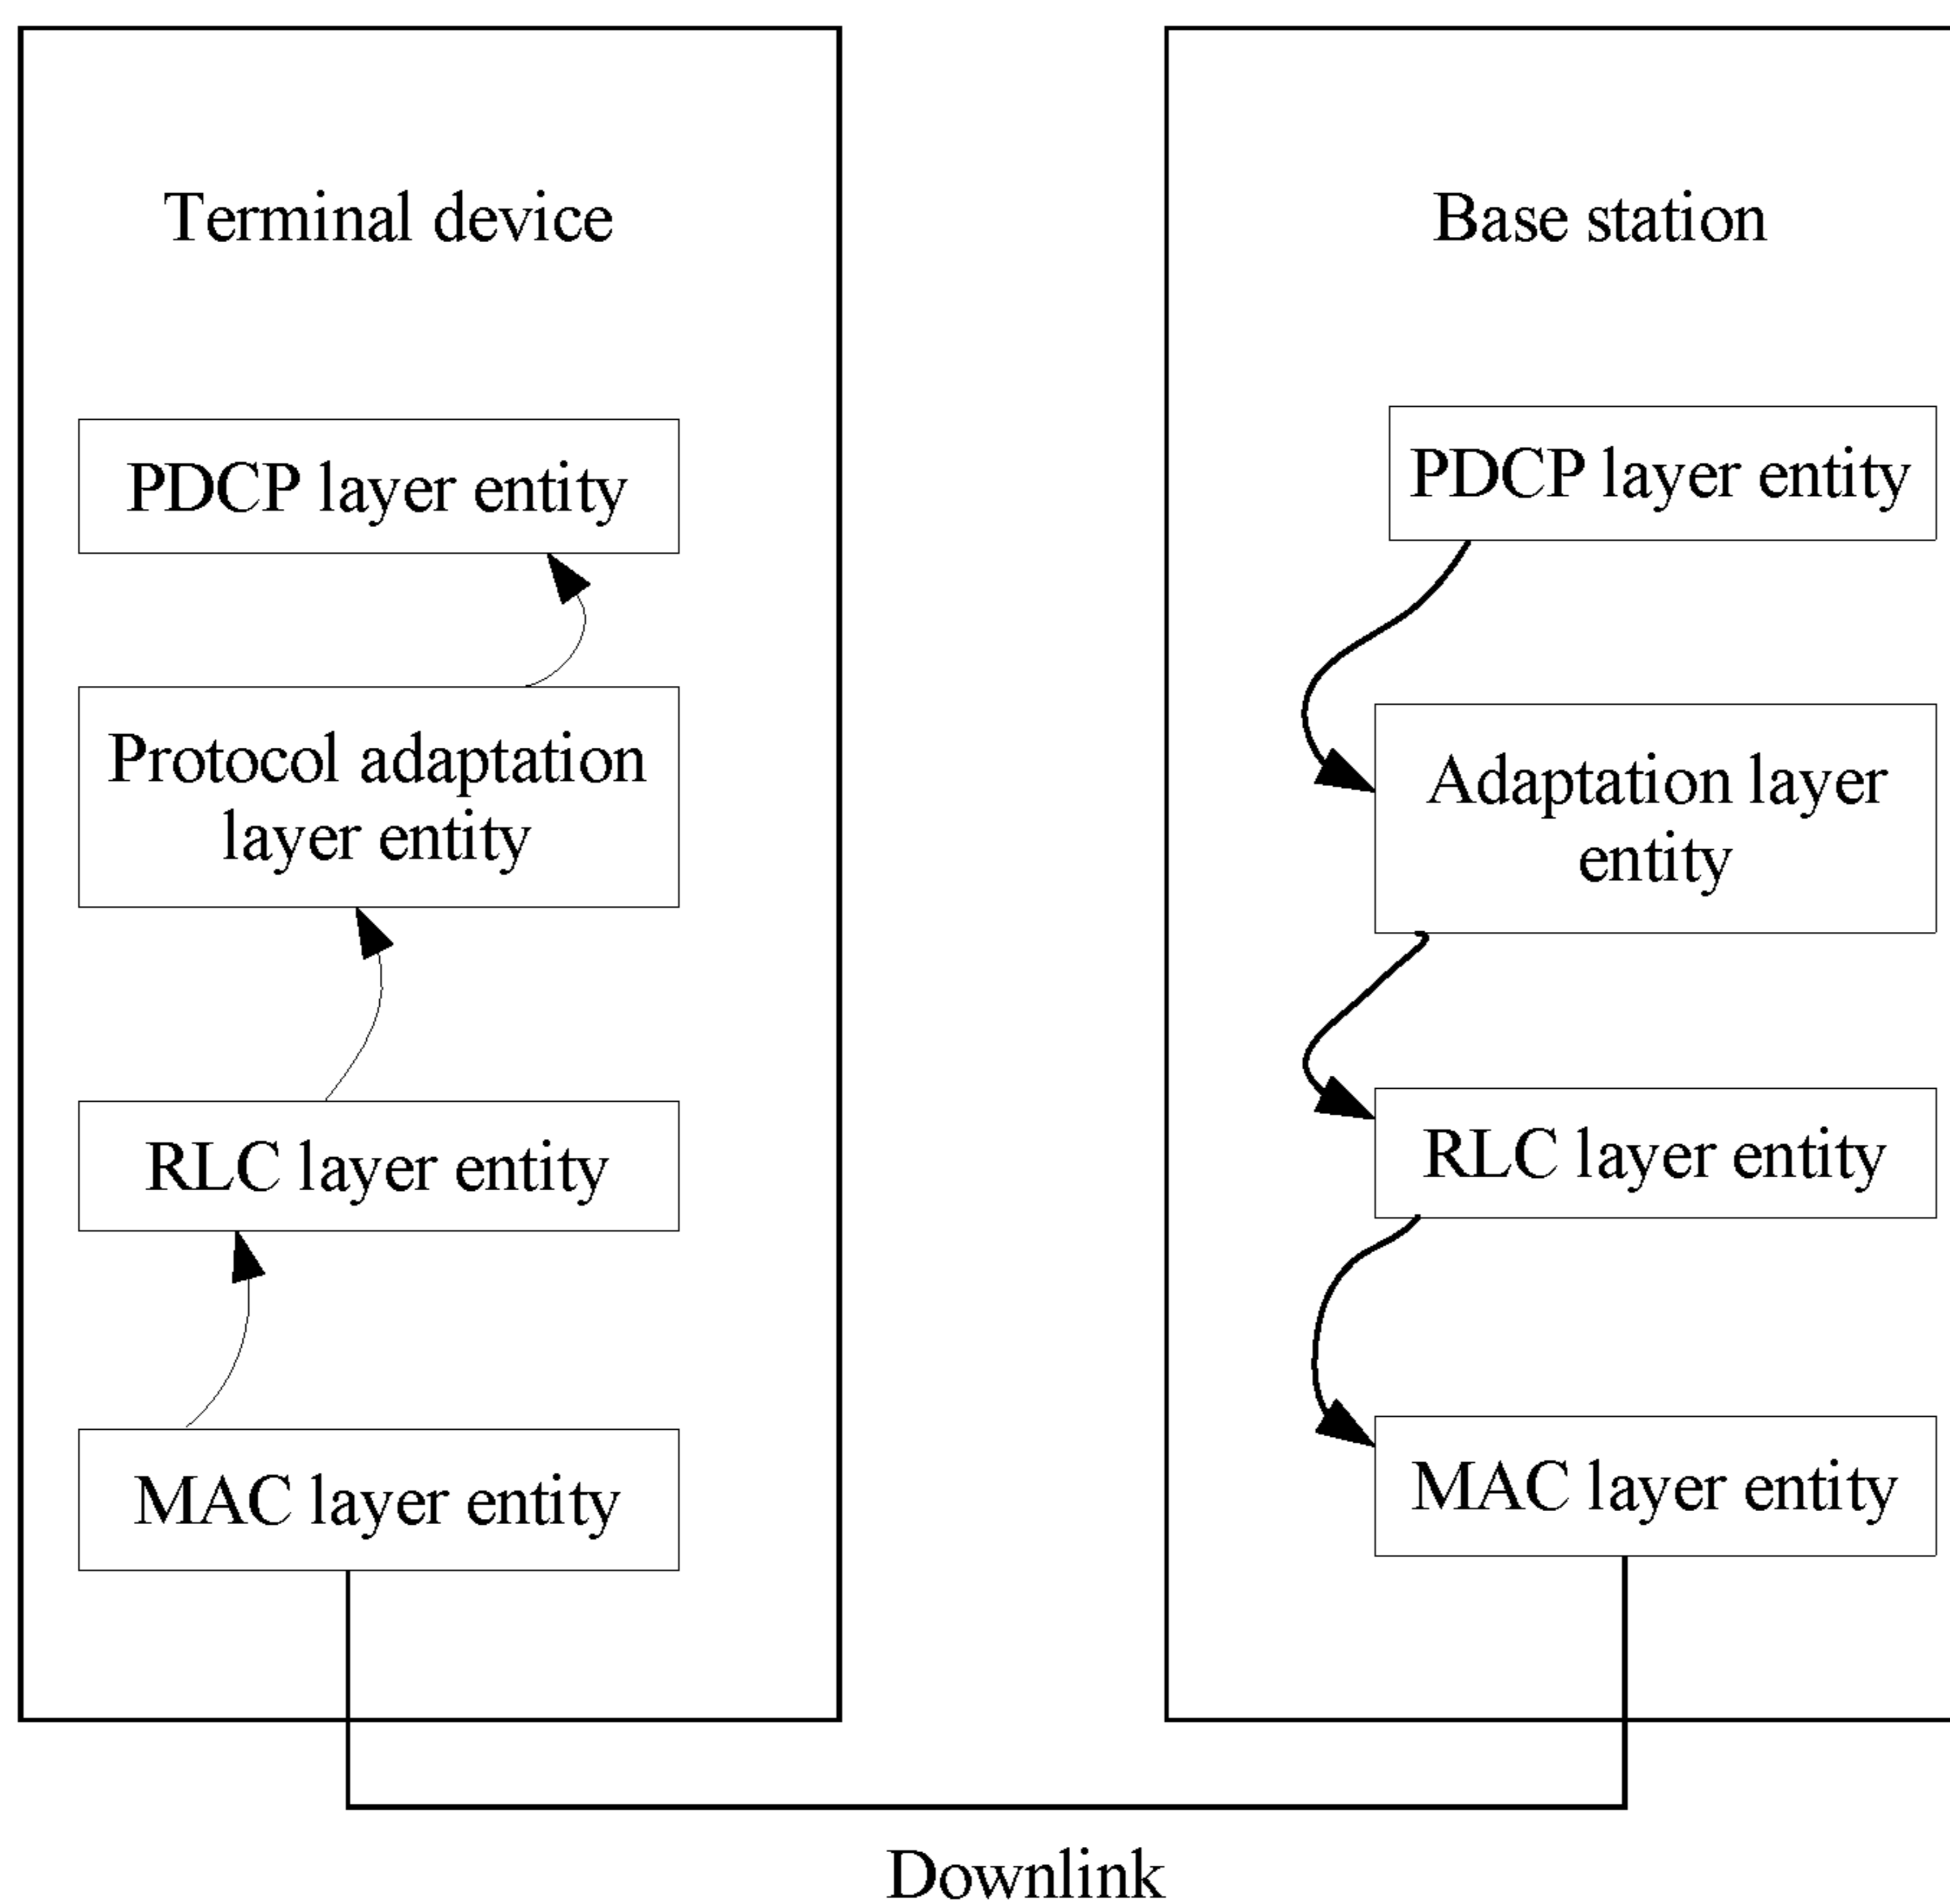 Terminal device
PDCP layer entity
Protocol adaptation
layer entity
RLC layer entity
MAC layer entity
Base station
PDCP layer entity
Adaptation layer
entity
RLC layer entity
MAC layer entity
Downlink